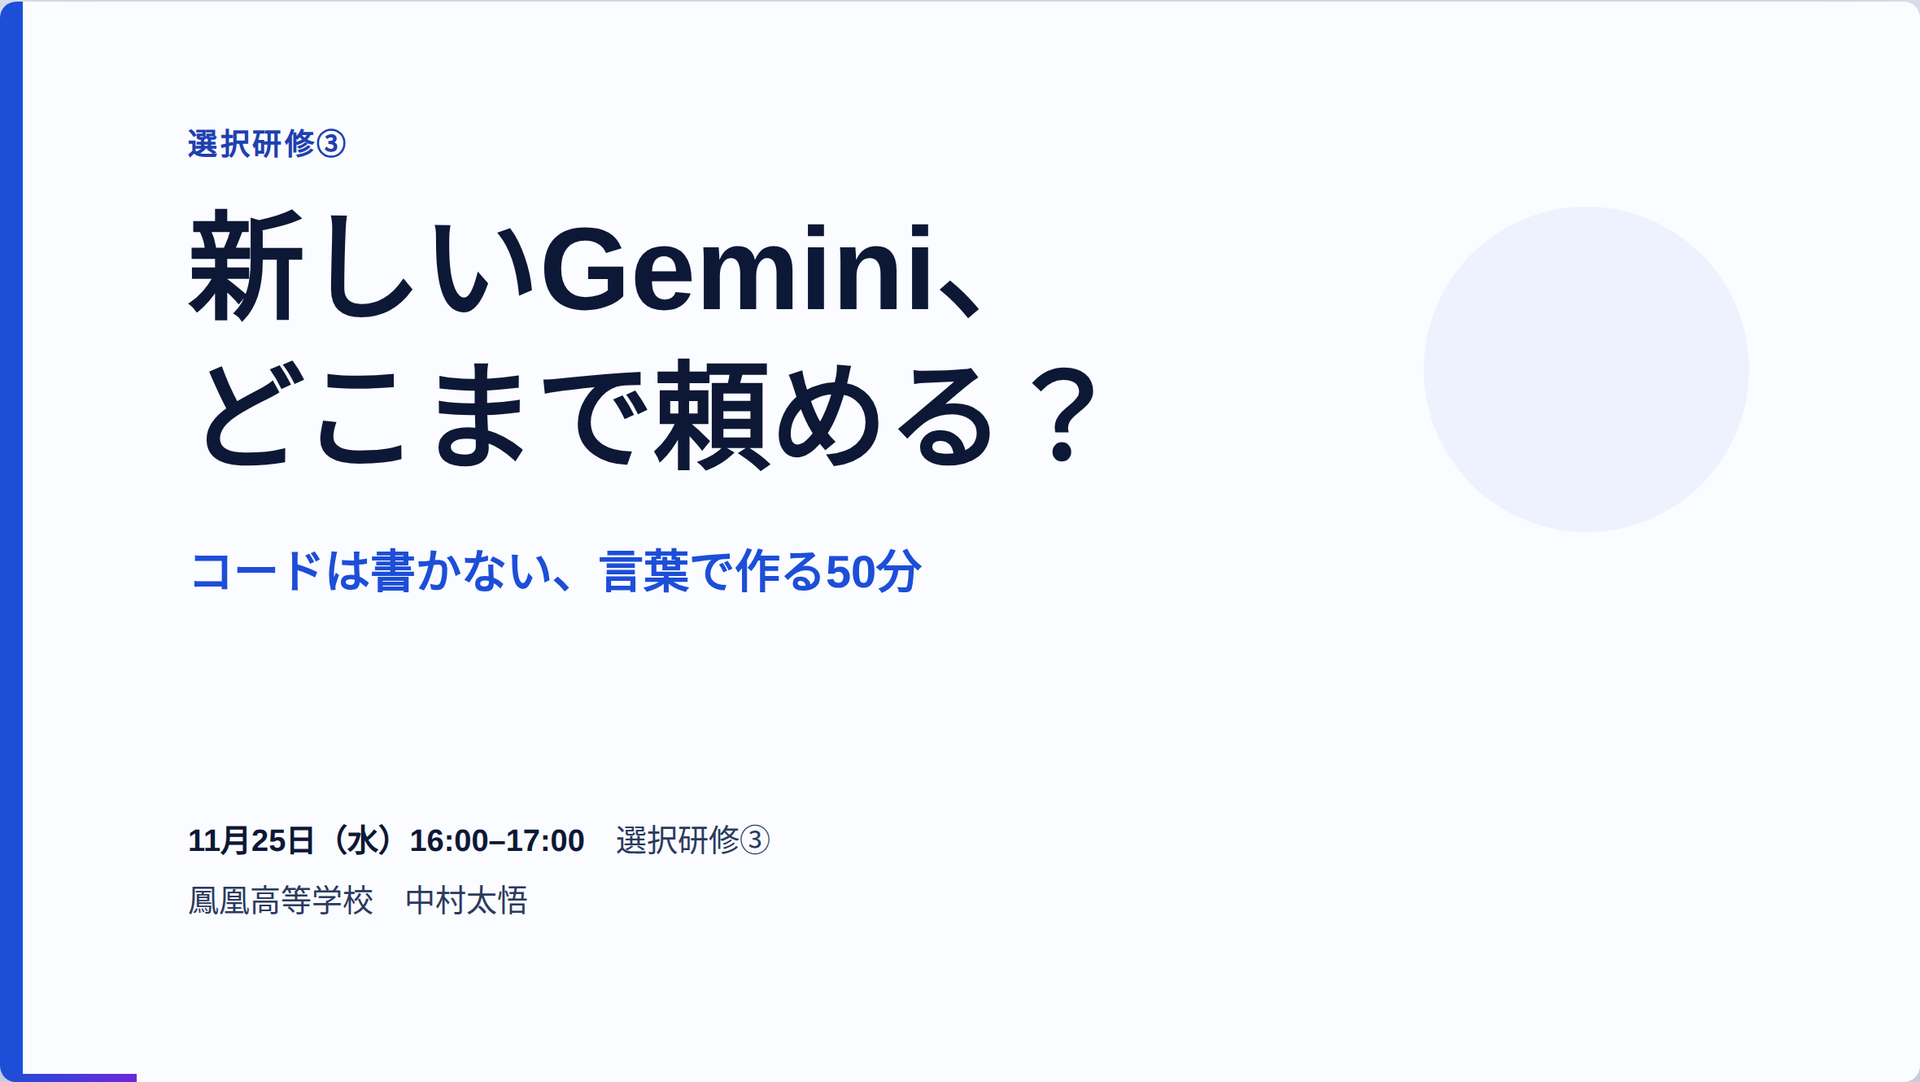 選択研修③
新しいGemini、
どこまで頼める？
コードは書かない、言葉で作る50分
11月25日（水）16:00–17:00　選択研修③
鳳凰高等学校　中村太悟